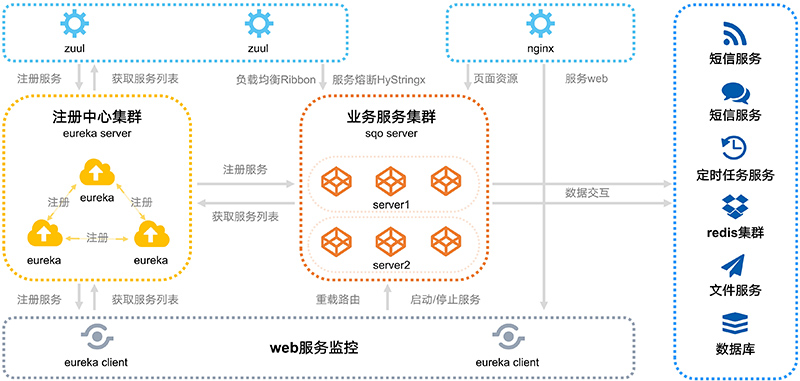 zuul
zuul
nginx
注册服务
获取服务列表
负载均衡Ribbon
服务熔断HyStringx
页面资源
服务web
注册中心集群
eureka server
eureka
注册
注册
注册
eureka
eureka
注册服务
获取服务列表
业务服务集群
sqo server
server1
server2
数据交互
短信服务
短信服务
定时任务服务
redis集群
文件服务
数据库
注册服务
获取服务列表
重载路由
启动/停止服务
eureka client
web服务监控
eureka client